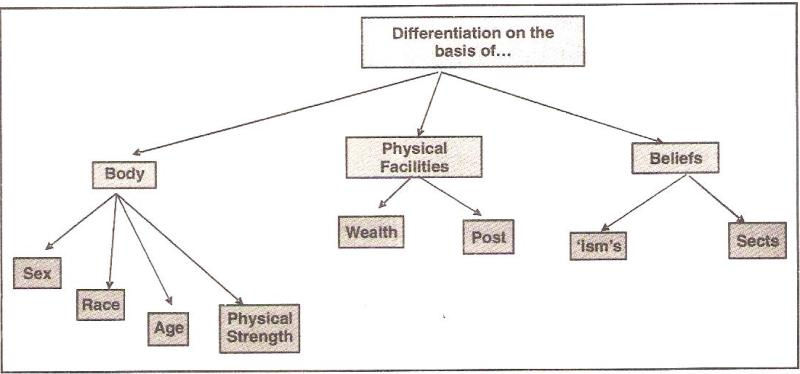 Differentiation on the
basis of...
Body
Physical
Facilities
Beliefs
Wealth
Post
'ism's
Sects
Sex
Race
Age
Physical
Strength